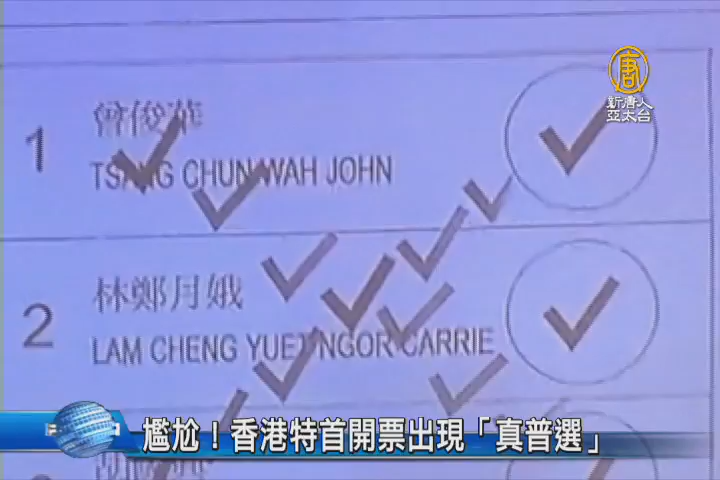 新唐人
亞太台
1
曾俊華
TSANG CHUN WAH JOHN
2
林鄭月娥
LAM CHENG YUET NGOR CARRIE
尷尬！香港特首開票出現「真普選」